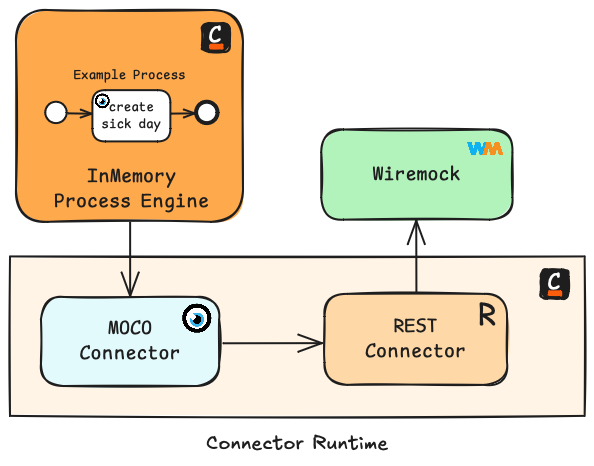 C
Example Process
create
sick day
InMemory
Process Engine
WM
Wiremock
C
MOCO
Connector
R
REST
Connector
Connector Runtime